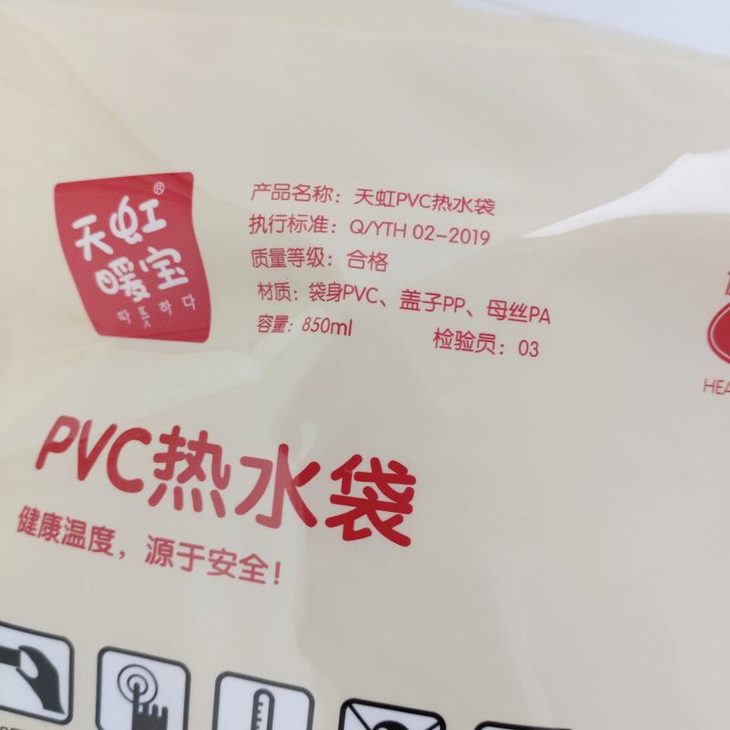 天虹
暖宝
®
따뜻하다
产品名称：天虹PVC热水袋
执行标准：Q/YTH 02-2019
质量等级：合格
材质：袋身PVC、盖子PP、母丝PA
容量：850ml
检验员：03
HEA
PVC热水袋
健康温度，源于安全！